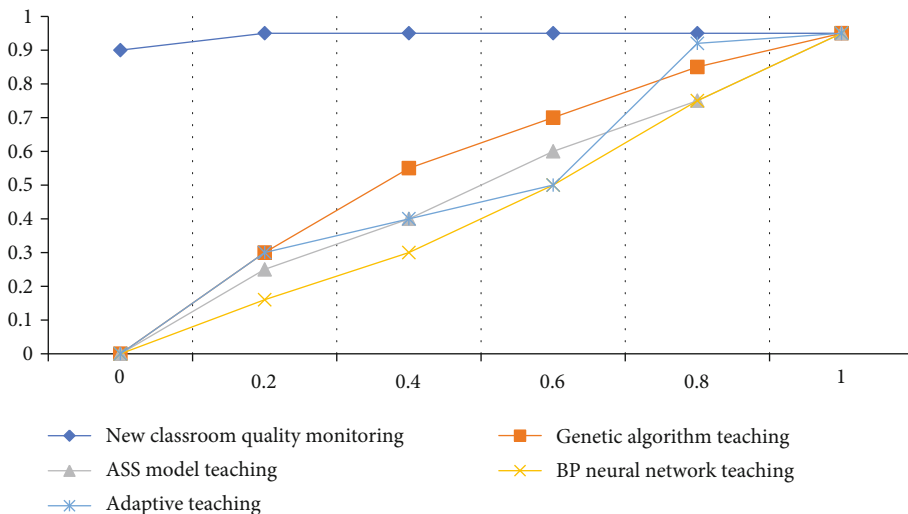 1
0.9
0.8
0.7
0.6
0.5
0.4
0.3
0.2
0.1
0
0 0.2 0.4 0.6 0.8 1
New classroom quality monitoring Genetic algorithm teaching
ASS model teaching BP neural network teaching
Adaptive teaching